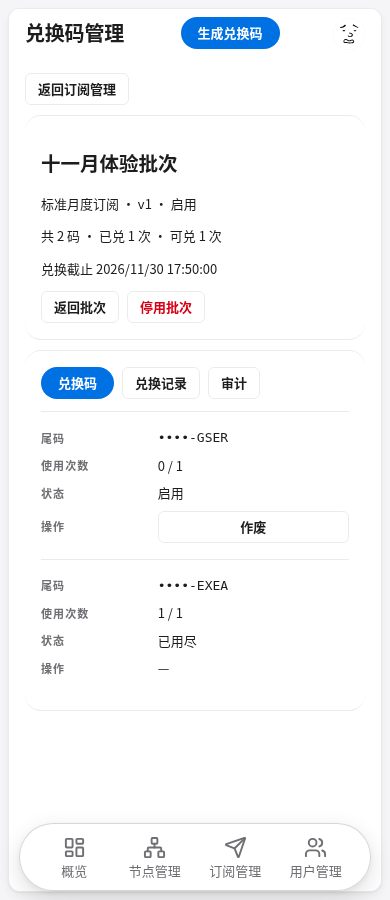 兑换码管理
生成兑换码
返回订阅管理
十一月体验批次
标准月度订阅 • v1 • 启用
共 2 码 • 已兑 1 次 • 可兑 1 次
兑换截止 2026/11/30 17:50:00
返回批次 停用批次
兑换码 兑换记录 审计
尾码 ••••-GSER
使用次数 0 / 1
状态 启用
操作 作废
尾码 ••••-EXEA
使用次数 1 / 1
状态 已用尽
操作 —
概览 节点管理 订阅管理 用户管理